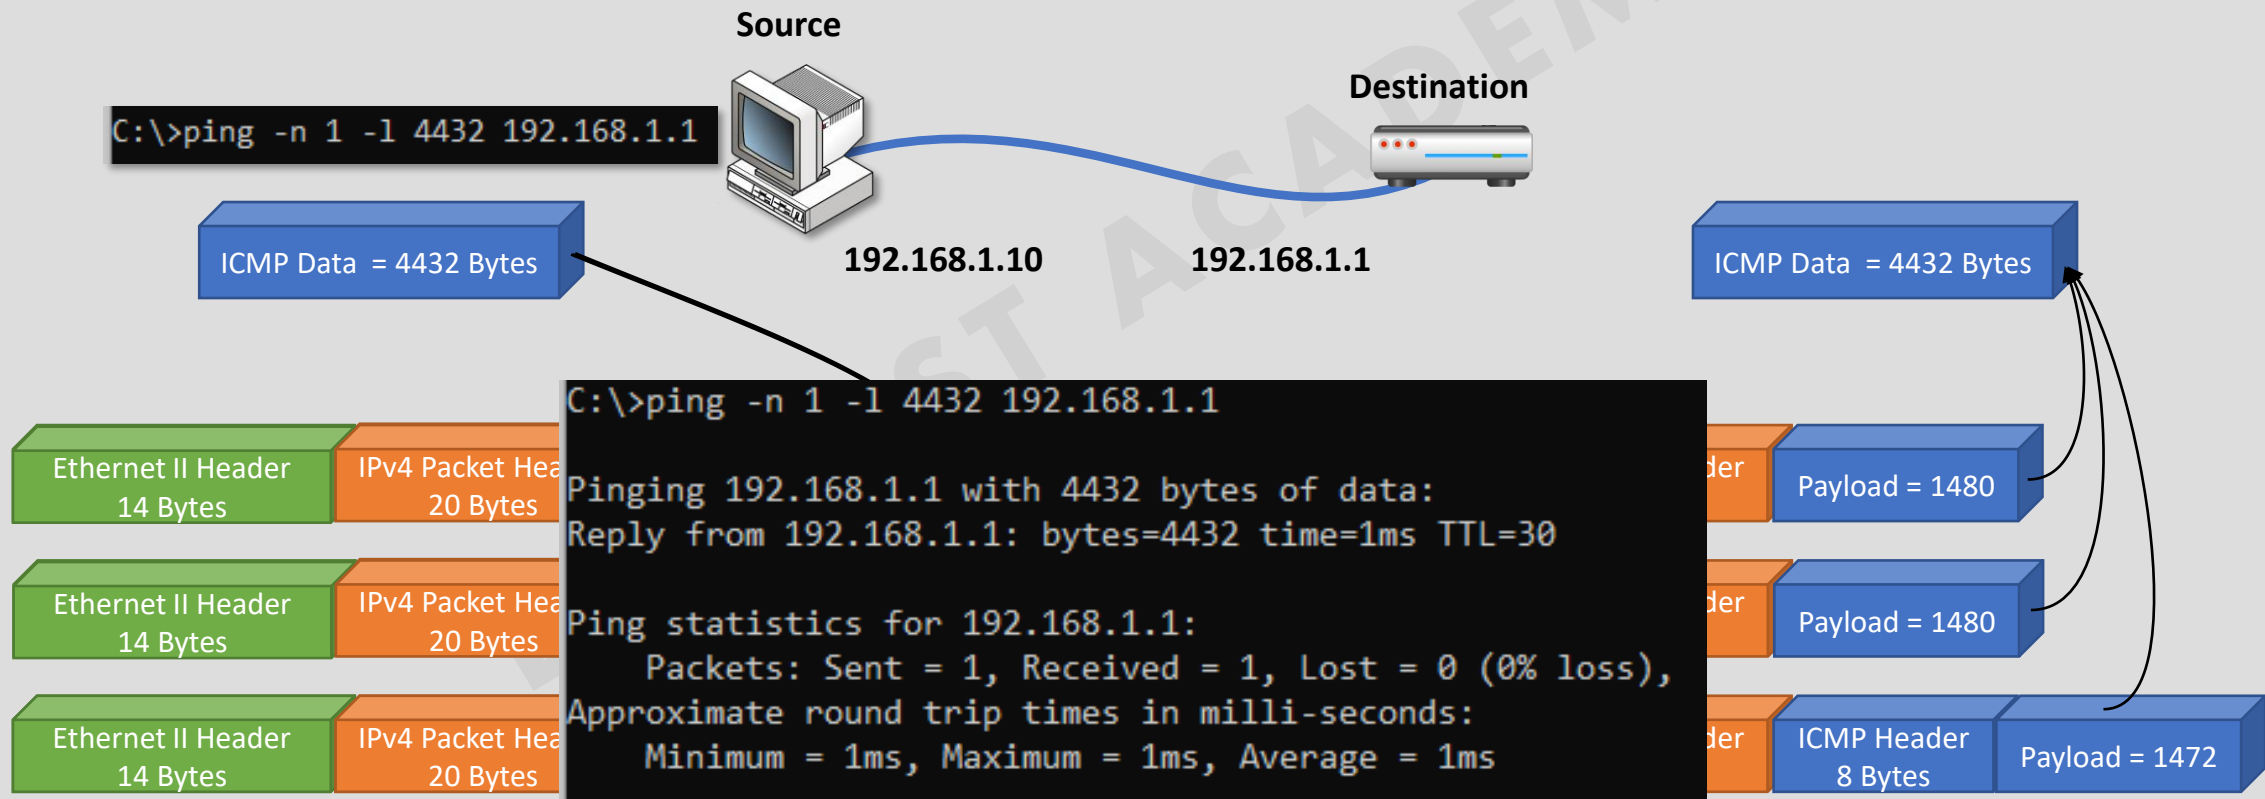 Source
Destination
C:\>ping -n 1 -l 4432 192.168.1.1
ICMP Data = 4432 Bytes
192.168.1.10
192.168.1.1
ICMP Data = 4432 Bytes
C:\>ping -n 1 -l 4432 192.168.1.1
Pinging 192.168.1.1 with 4432 bytes of data:
Reply from 192.168.1.1: bytes=4432 time=1ms TTL=30
Ping statistics for 192.168.1.1:
Packets: Sent = 1, Received = 1, Lost = 0 (0% loss),
Approximate round trip times in milli-seconds:
Minimum = 1ms, Maximum = 1ms, Average = 1ms
Ethernet II Header
14 Bytes
IPv4 Packet Hea
20 Bytes
der
Payload = 1480
Ethernet II Header
14 Bytes
IPv4 Packet Hea
20 Bytes
der
Payload = 1480
Ethernet II Header
14 Bytes
IPv4 Packet Hea
20 Bytes
der
ICMP Header
8 Bytes
Payload = 1472
ST ACADEM